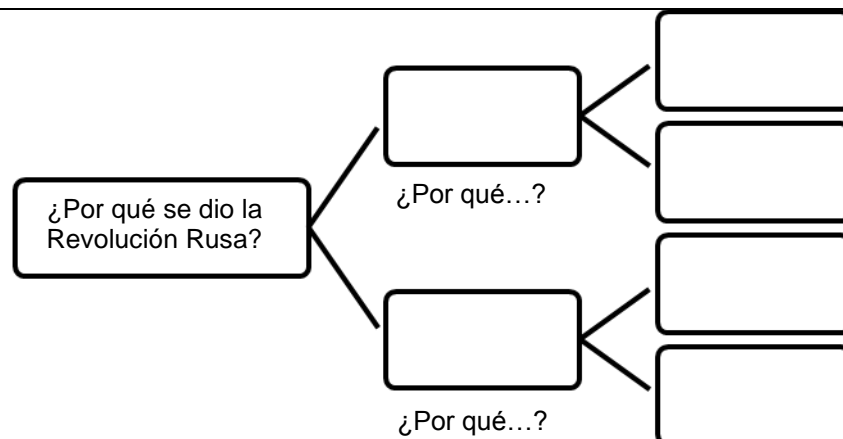 ¿Por qué se dio la
Revolución Rusa?
¿Por qué…?
¿Por qué…?